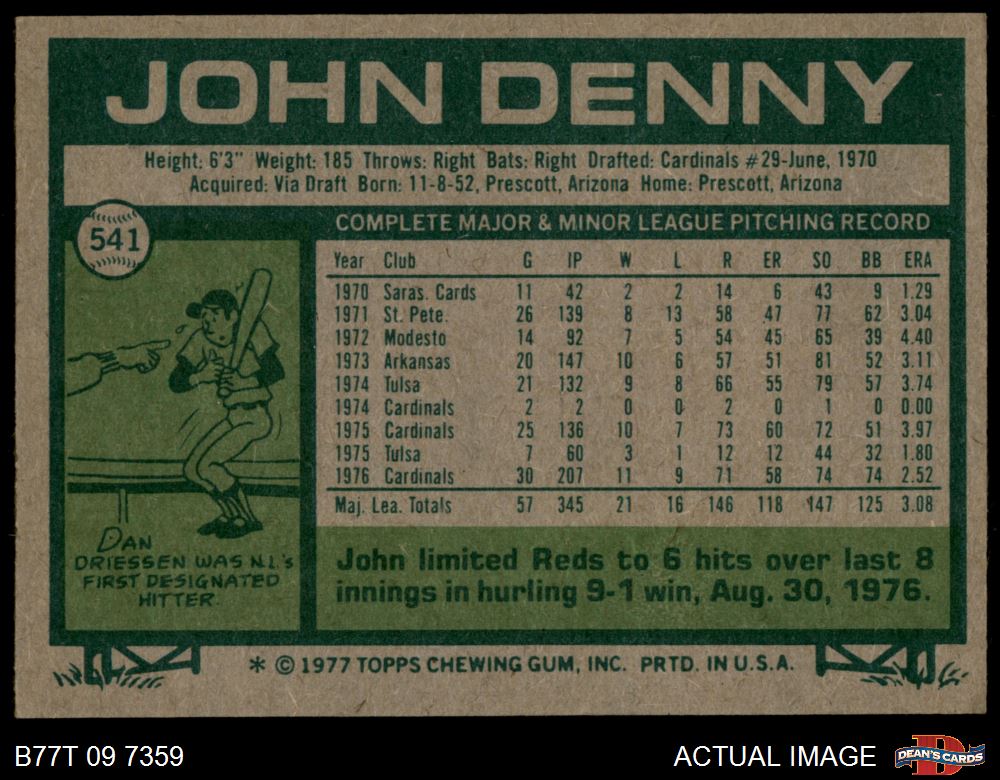 JOHN DENNY
Height: 6'3" Weight: 185 Throws: Right Bats: Right Drafted: Cardinals #29-June, 1970
Acquired: Via Draft Born: 11-8-52, Prescott, Arizona Home: Prescott, Arizona
541
COMPLETE MAJOR & MINOR LEAGUE PITCHING RECORD
Year Club G IP W L R ER SO BB ERA
1970 Saras. Cards 11 42 2 2 14 6 43 9 1.29
1971 St. Pete. 26 139 8 13 58 47 77 62 3.04
1972 Modesto 14 92 7 5 54 45 65 39 4.40
1973 Arkansas 20 147 10 6 57 51 81 52 3.11
1974 Tulsa 21 132 9 8 66 55 79 57 3.74
1974 Cardinals 2 2 0 0 2 0 1 0 0.00
1975 Cardinals 25 136 10 7 73 60 72 51 3.97
1975 Tulsa 7 60 3 1 12 12 44 32 1.80
1976 Cardinals 30 207 11 9 71 58 74 74 2.52
Maj. Lea. Totals 57 345 21 16 146 118 147 125 3.08
DAN
DRIESSEN WAS N.L.'s
FIRST DESIGNATED
HITTER.
John limited Reds to 6 hits over last 8
innings in hurling 9-1 win, Aug. 30, 1976.
* © 1977 TOPPS CHEWING GUM, INC. PRTD. IN U.S.A.
B77T 09 7359
ACTUAL IMAGE
D
DEAN'S CARDS